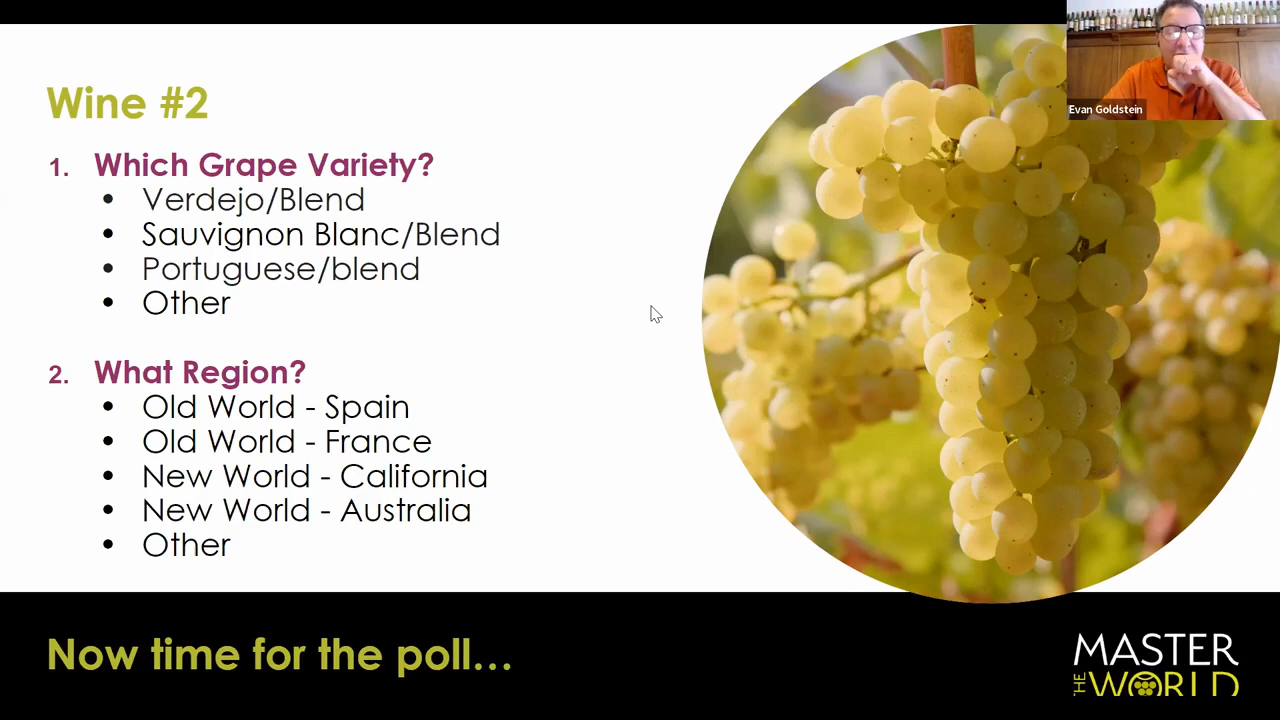 Evan Goldstein
Wine #2
1. Which Grape Variety?
• Verdejo/Blend
• Sauvignon Blanc/Blend
• Portuguese/blend
• Other
2. What Region?
• Old World - Spain
• Old World - France
• New World - California
• New World - Australia
• Other
Now time for the poll...
MASTER
THE WORLD